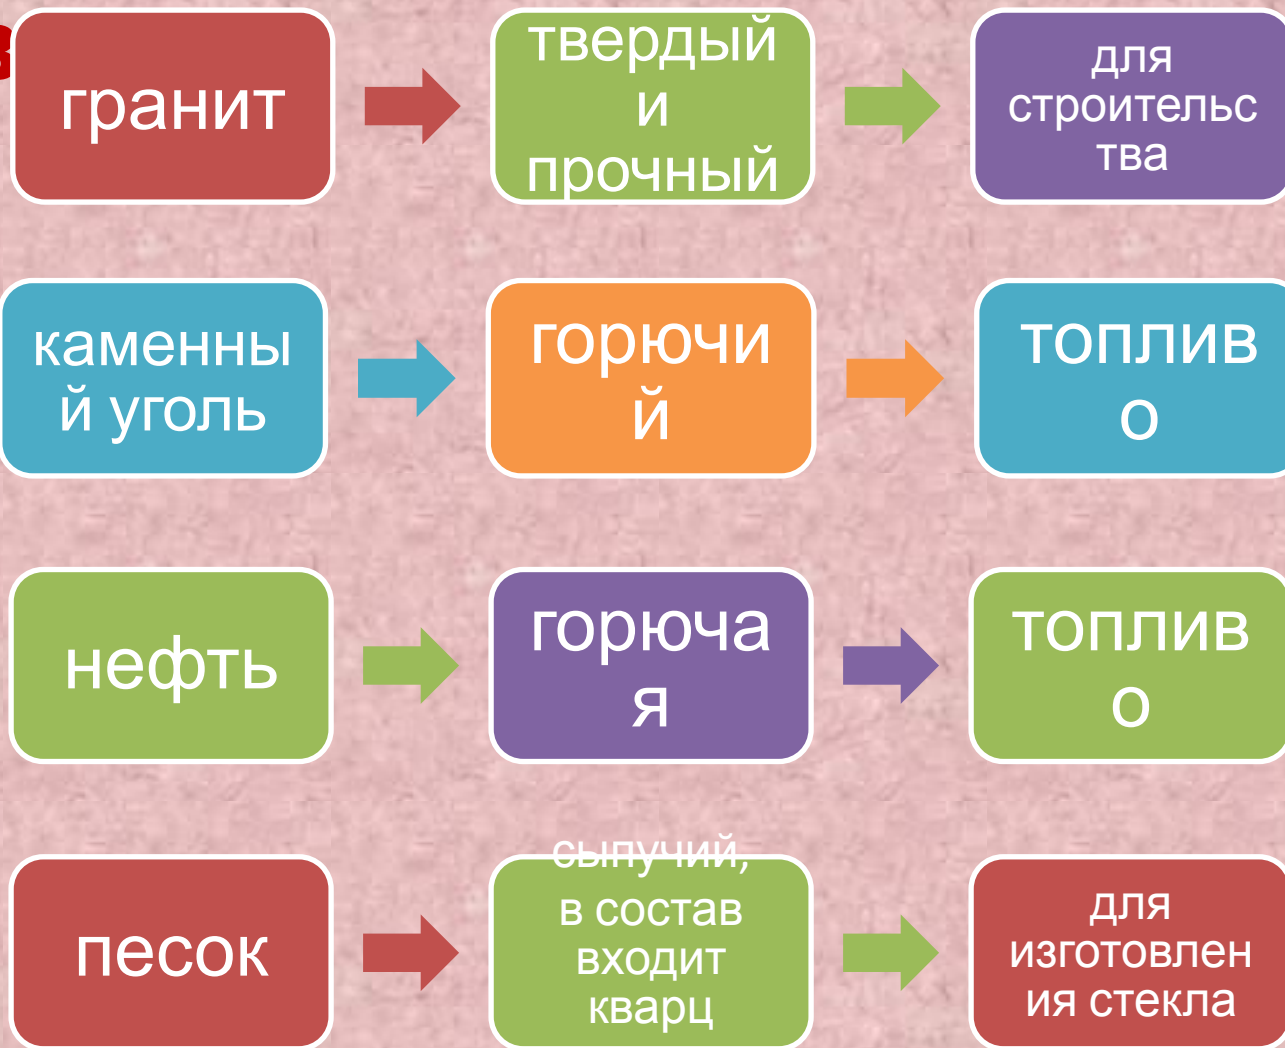 гранит
твердый
и
прочный
для
строительс
тва
каменны
й уголь
горючи
й
топлив
о
нефть
горюча
я
топлив
о
песок
сыпучий,
в состав
входит
кварц
для
изготовлен
ия стекла